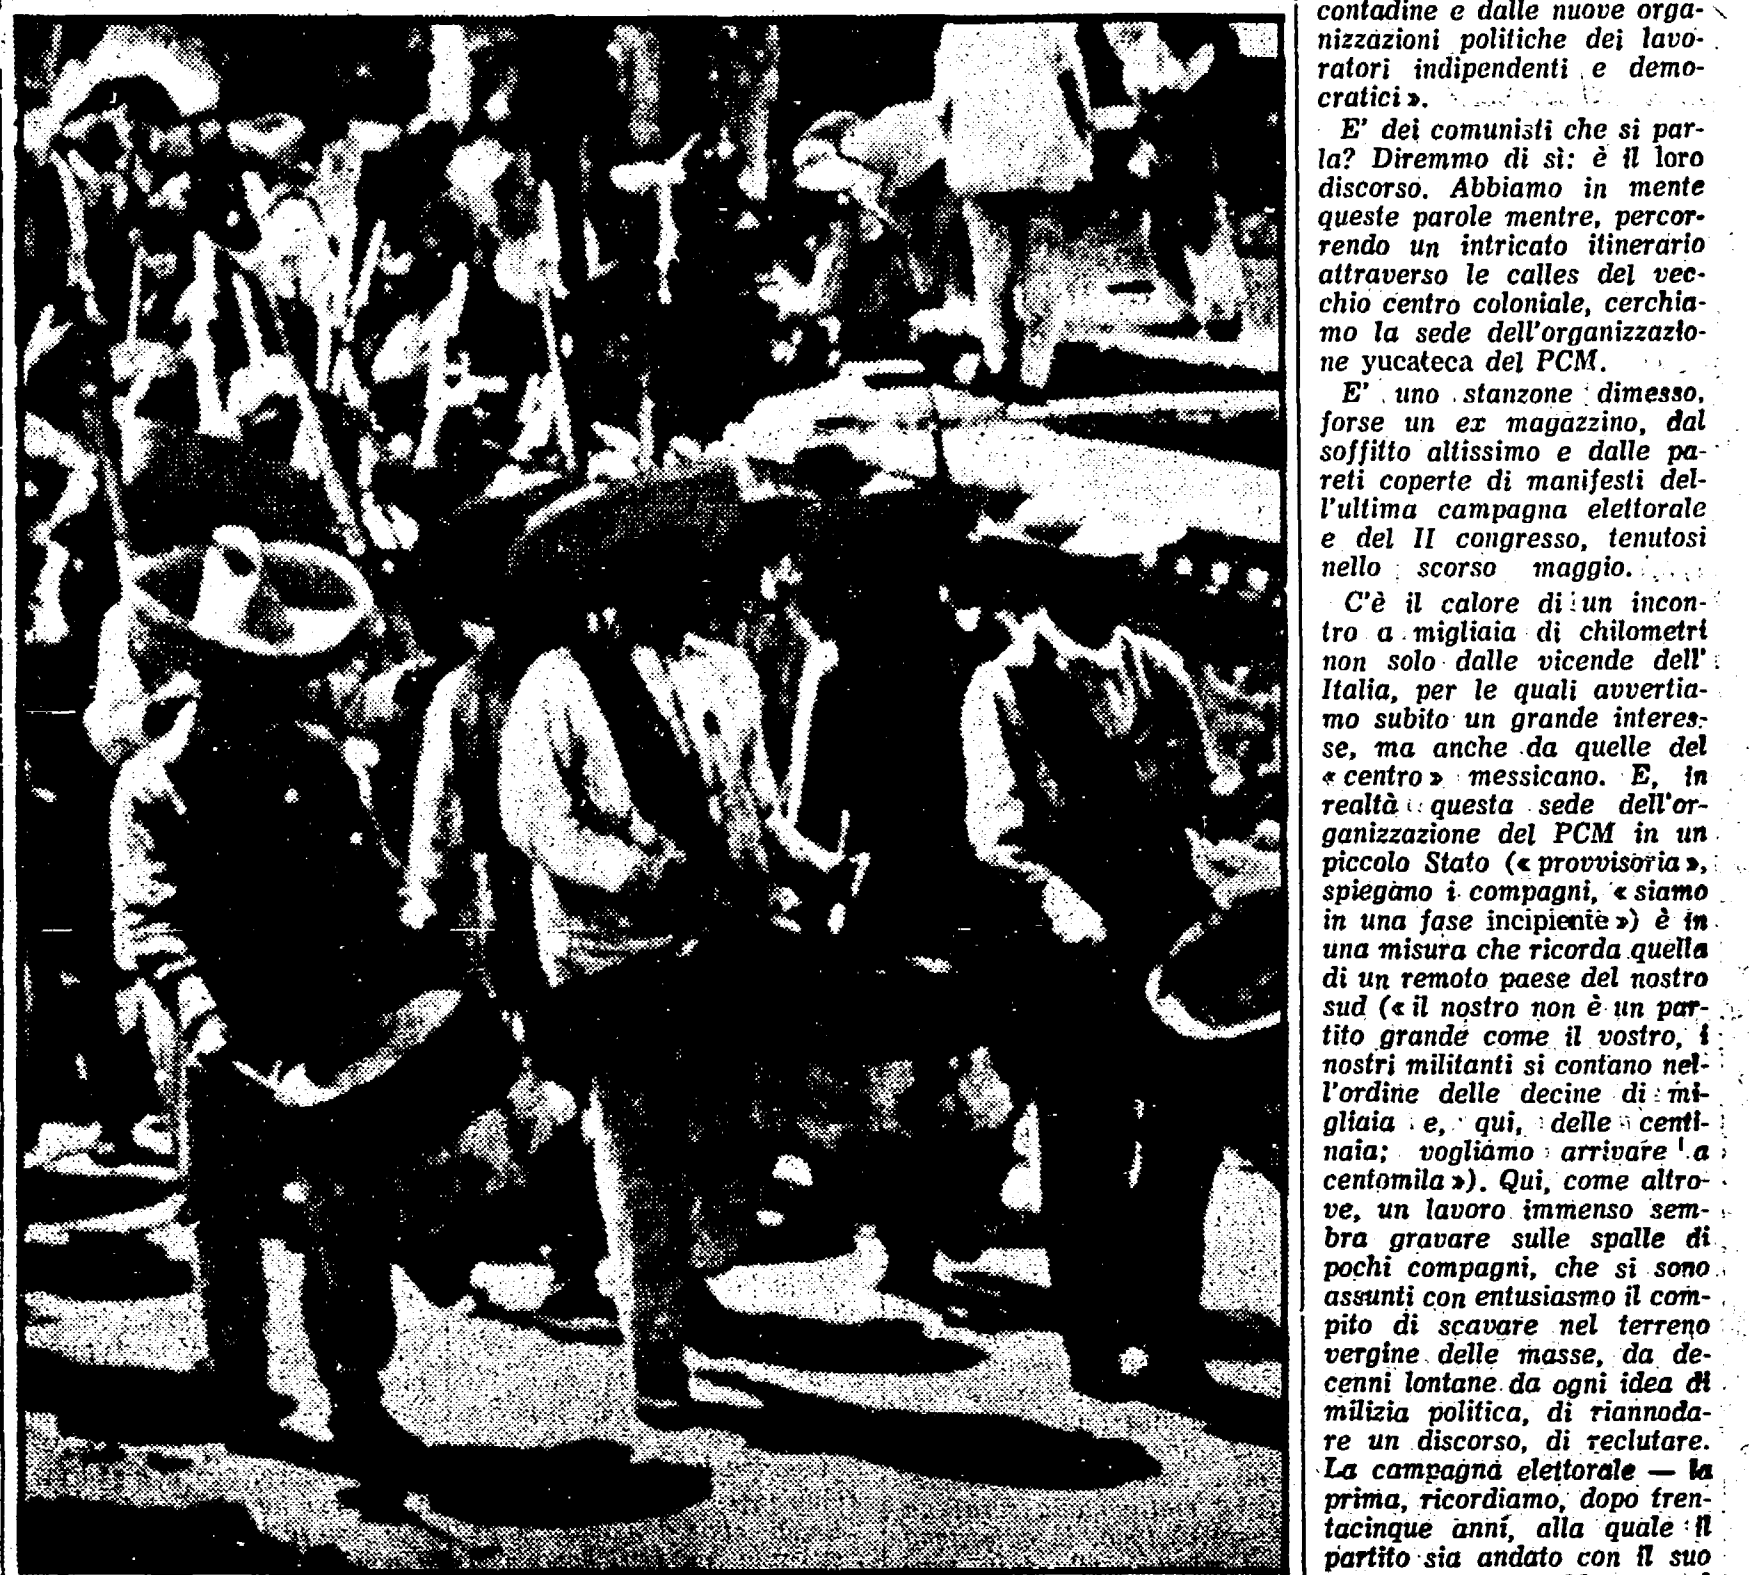 contadine e dalle nuove orga-
nizzazioni politiche dei lavo-
ratori indipendenti e demo-
cratici ».
E' dei comunisti che si par-
la? Diremmo di sì: è il loro
discorso. Abbiamo in mente
queste parole mentre, percor-
rendo un intricato itinerario
attraverso le calles del vec-
chio centro coloniale, cerchia-
mo la sede dell'organizzazio-
ne yucateca del PCM.
E' uno stanzone dimesso,
forse un ex magazzino, dal
soffitto altissimo e dalle pa-
reti coperte di manifesti del-
l'ultima campagna elettorale
e del II congresso, tenutosi
nello scorso maggio.
C'è il calore di un incon-
tro a migliaia di chilometri
non solo dalle vicende dell'
Italia, per le quali avvertia-
mo subito un grande interes-
se, ma anche da quelle del
« centro » messicano. E, in
realtà questa sede dell'or-
ganizzazione del PCM in un
piccolo Stato (« provvisoria »,
spiegano i compagni, « siamo
in una fase incipiente ») è in
una misura che ricorda quella
di un remoto paese del nostro
sud (« il nostro non è un par-
tito grande come il vostro, i
nostri militanti si contano nel-
l'ordine delle decine di mi-
gliaia e, qui, delle centi-
naia; vogliamo arrivare a
centomila »). Qui, come altro-
ve, un lavoro immenso sem-
bra gravare sulle spalle di
pochi compagni, che si sono
assunti con entusiasmo il com-
pito di scavare nel terreno
vergine delle masse, da de-
cenni lontane da ogni idea di
milizia politica, di riannoda-
re un discorso, di reclutare.
La campagna elettorale — la
prima, ricordiamo, dopo tren-
tacinque anni, alla quale il
partito sia andato con il suo